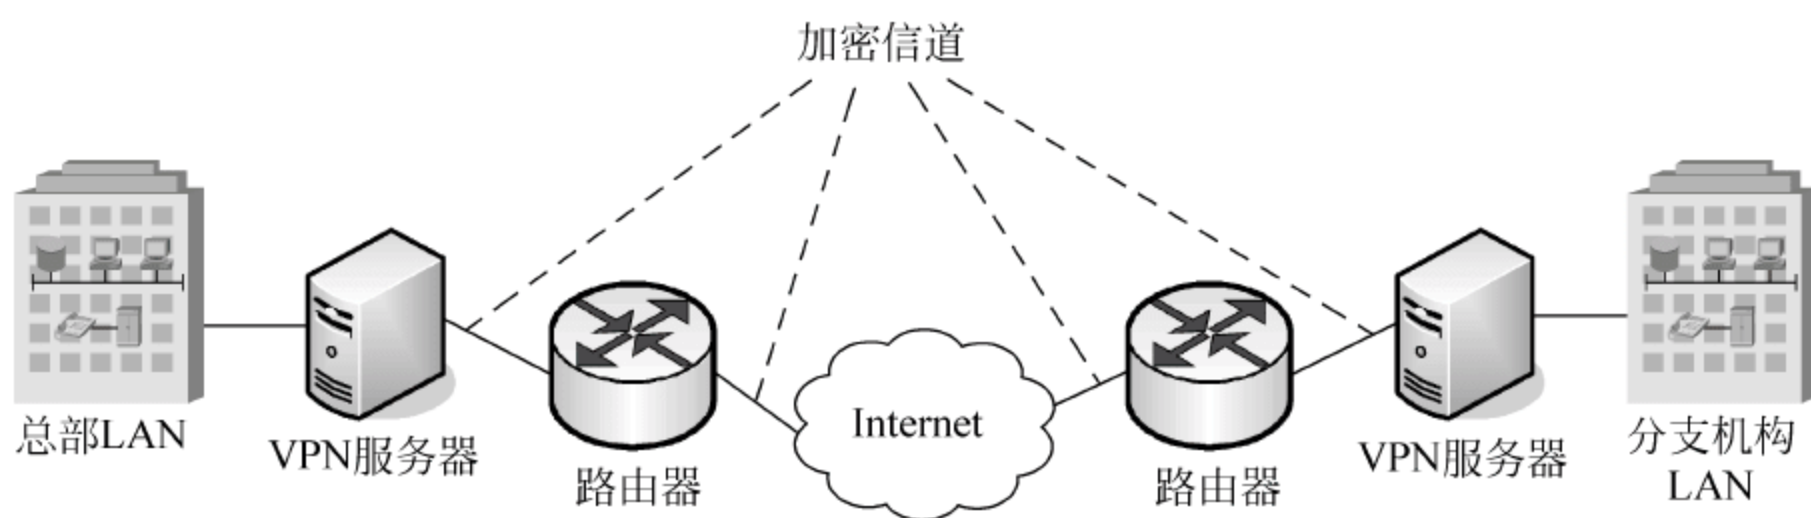 加密信道
总部LAN
VPN服务器
路由器
Internet
路由器
VPN服务器
分支机构
LAN